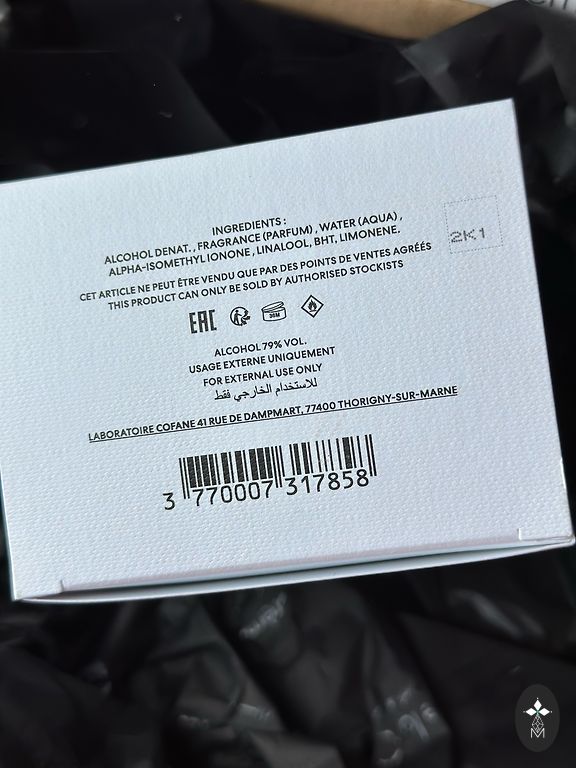 INGREDIENTS :
ALCOHOL DENAT. , FRAGRANCE (PARFUM) , WATER (AQUA) ,
ALPHA-ISOMETHYL IONONE , LINALOOL, BHT, LIMONENE.
2K1
CET ARTICLE NE PEUT ÊTRE VENDU QUE PAR DES POINTS DE VENTES AGRÉÉS
THIS PRODUCT CAN ONLY BE SOLD BY AUTHORISED STOCKISTS
EAC
36M
ALCOHOL 79% VOL.
USAGE EXTERNE UNIQUEMENT
FOR EXTERNAL USE ONLY
للاستخدام الخارجي فقط
LABORATOIRE COFANE 41 RUE DE DAMPMART, 77400 THORIGNY-SUR-MARNE
3 770007 317858
M